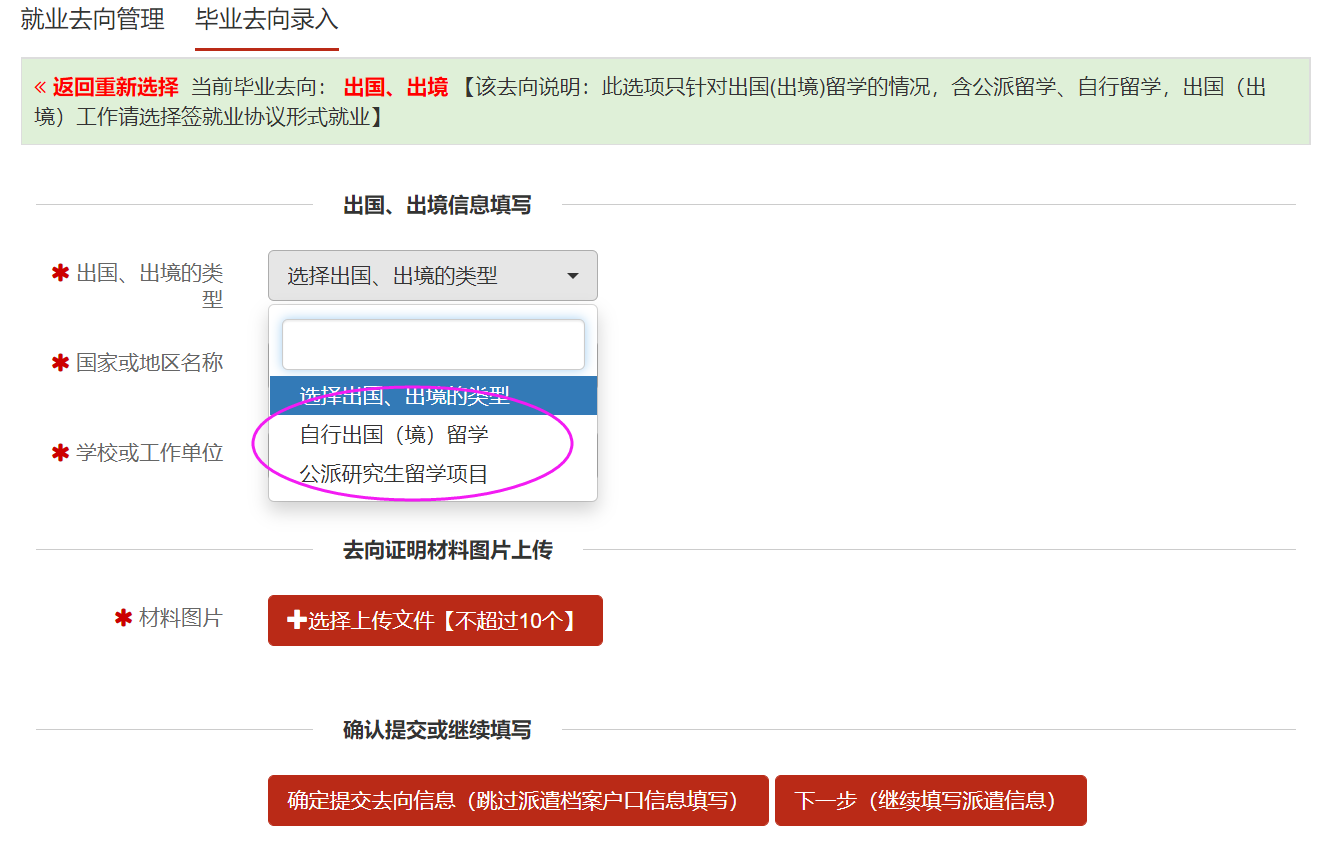 就业去向管理 毕业去向录入
« 返回重新选择 当前毕业去向： 出国、出境 【该去向说明：此选项只针对出国(出境)留学的情况，含公派留学、自行留学，出国（出
境）工作请选择签就业协议形式就业】
出国、出境信息填写
✱ 出国、出境的类
型
选择出国、出境的类型
✱ 国家或地区名称
选择出国、出境的类型
自行出国（境）留学
✱ 学校或工作单位
公派研究生留学项目
去向证明材料图片上传
✱ 材料图片
✚选择上传文件【不超过10个】
确认提交或继续填写
确定提交去向信息（跳过派遣档案户口信息填写） 下一步（继续填写派遣信息）